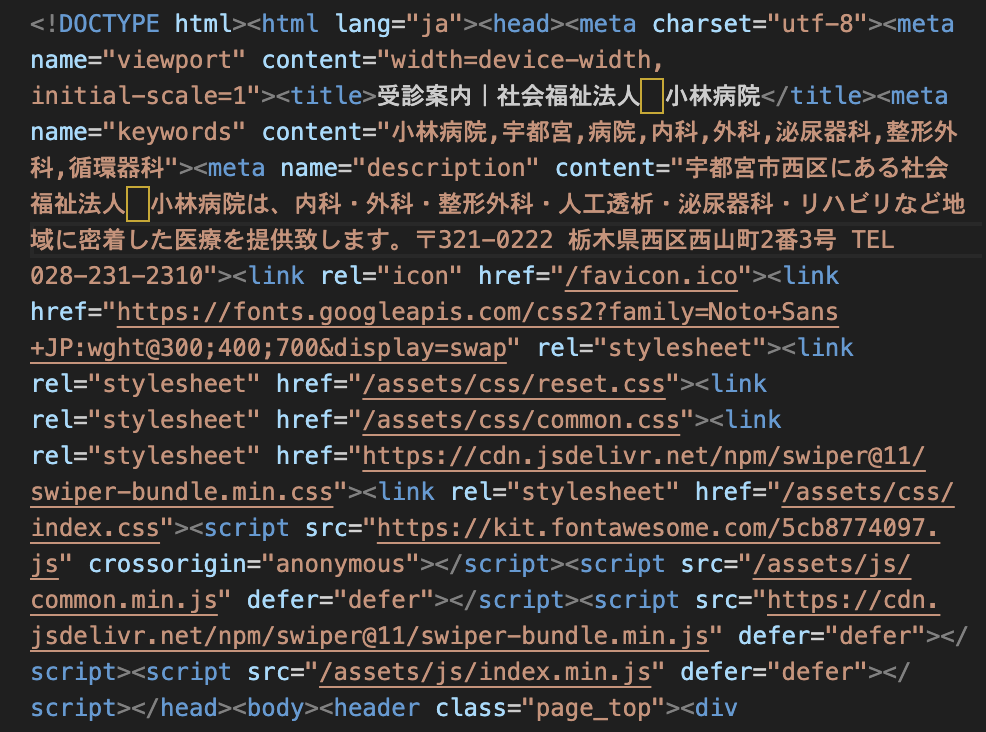 <!DOCTYPE html><html lang="ja"><head><meta charset="utf-8"><meta
name="viewport" content="width=device-width,
initial-scale=1"><title>受診案内｜社会福祉法人　小林病院</title><meta
name="keywords" content="小林病院,宇都宮,病院,内科,外科,泌尿器科,整形外
科,循環器科"><meta name="description" content="宇都宮市西区にある社会
福祉法人　小林病院は、内科・外科・整形外科・人工透析・泌尿器科・リハビリなど地
域に密着した医療を提供致します。〒321-0222 栃木県西区西山町2番3号 TEL
028-231-2310"><link rel="icon" href="/favicon.ico"><link
href="https://fonts.googleapis.com/css2?family=Noto+Sans
+JP:wght@300;400;700&display=swap" rel="stylesheet"><link
rel="stylesheet" href="/assets/css/reset.css"><link
rel="stylesheet" href="/assets/css/common.css"><link
rel="stylesheet" href="https://cdn.jsdelivr.net/npm/swiper@11/
swiper-bundle.min.css"><link rel="stylesheet" href="/assets/css/
index.css"><script src="https://kit.fontawesome.com/5cb8774097.
js" crossorigin="anonymous"></script><script src="/assets/js/
common.min.js" defer="defer"></script><script src="https://cdn.
jsdelivr.net/npm/swiper@11/swiper-bundle.min.js" defer="defer"></
script><script src="/assets/js/index.min.js" defer="defer"></
script></head><body><header class="page_top"><div